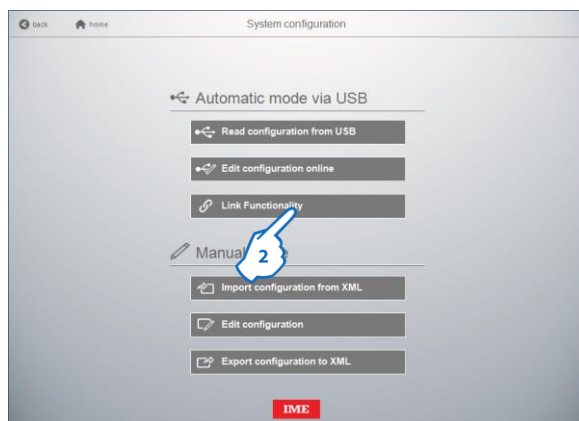 back home System configuration
Automatic mode via USB
Read configuration from USB
Edit configuration online
Link Functionality
Manual
2
Import configuration from XML
Edit configuration
Export configuration to XML
IME